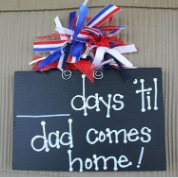 ___ days 'til
dad comes
home!